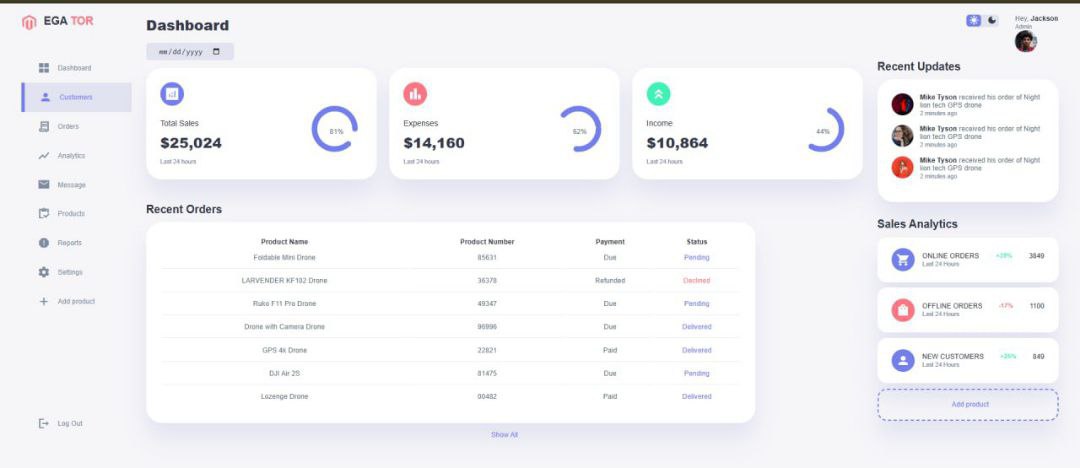 EGA TOR
Dashboard
Customers
Orders
Analytics
Message
Products
Reports
Settings
Add product
Log Out
Dashboard
mm/dd/yyyy
Total Sales
$25,024
Last 24 hours
81%
Expenses
$14,160
Last 24 hours
62%
Income
$10,864
Last 24 hours
44%
Recent Orders
Product Name Product Number Payment Status
Foldable Mini Drone 85631 Due Pending
LARVENDER KF102 Drone 36378 Refunded Declined
Ruko F11 Pro Drone 49347 Due Pending
Drone with Camera Drone 96996 Due Delivered
GPS 4k Drone 22821 Paid Delivered
DJI Air 2S 81475 Due Pending
Lozenge Drone 00482 Paid Delivered
Show All
Hey, Jackson
Admin
Recent Updates
Mike Tyson received his order of Night
lion tech GPS drone
2 minutes ago
Mike Tyson received his order of Night
lion tech GPS drone
2 minutes ago
Mike Tyson received his order of Night
lion tech GPS drone
2 minutes ago
Sales Analytics
ONLINE ORDERS +39% 3849
Last 24 Hours
OFFLINE ORDERS -17% 1100
Last 24 Hours
NEW CUSTOMERS +25% 849
Last 24 Hours
Add product